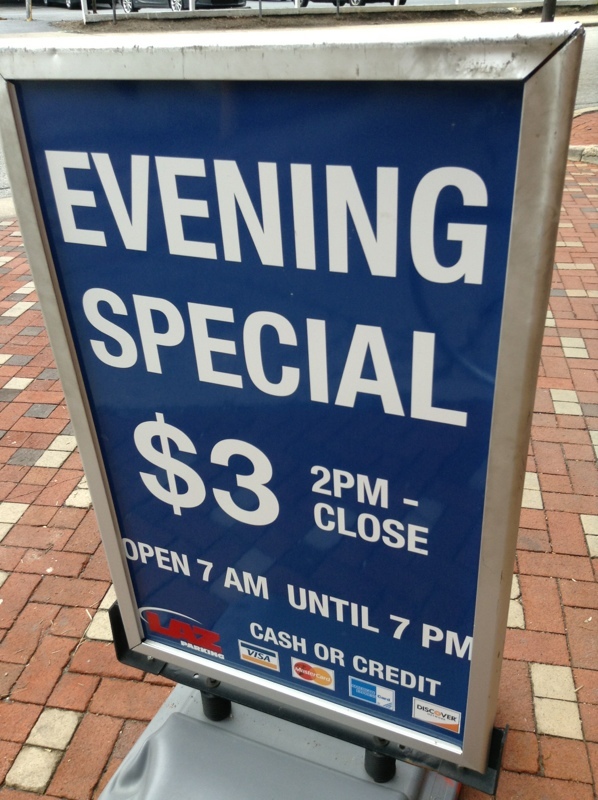 EVENING
SPECIAL
$3 2PM -
CLOSE
OPEN 7 AM UNTIL 7 PM
LAZ
PARKING
CASH OR CREDIT
VISA
MasterCard
DISCOVER